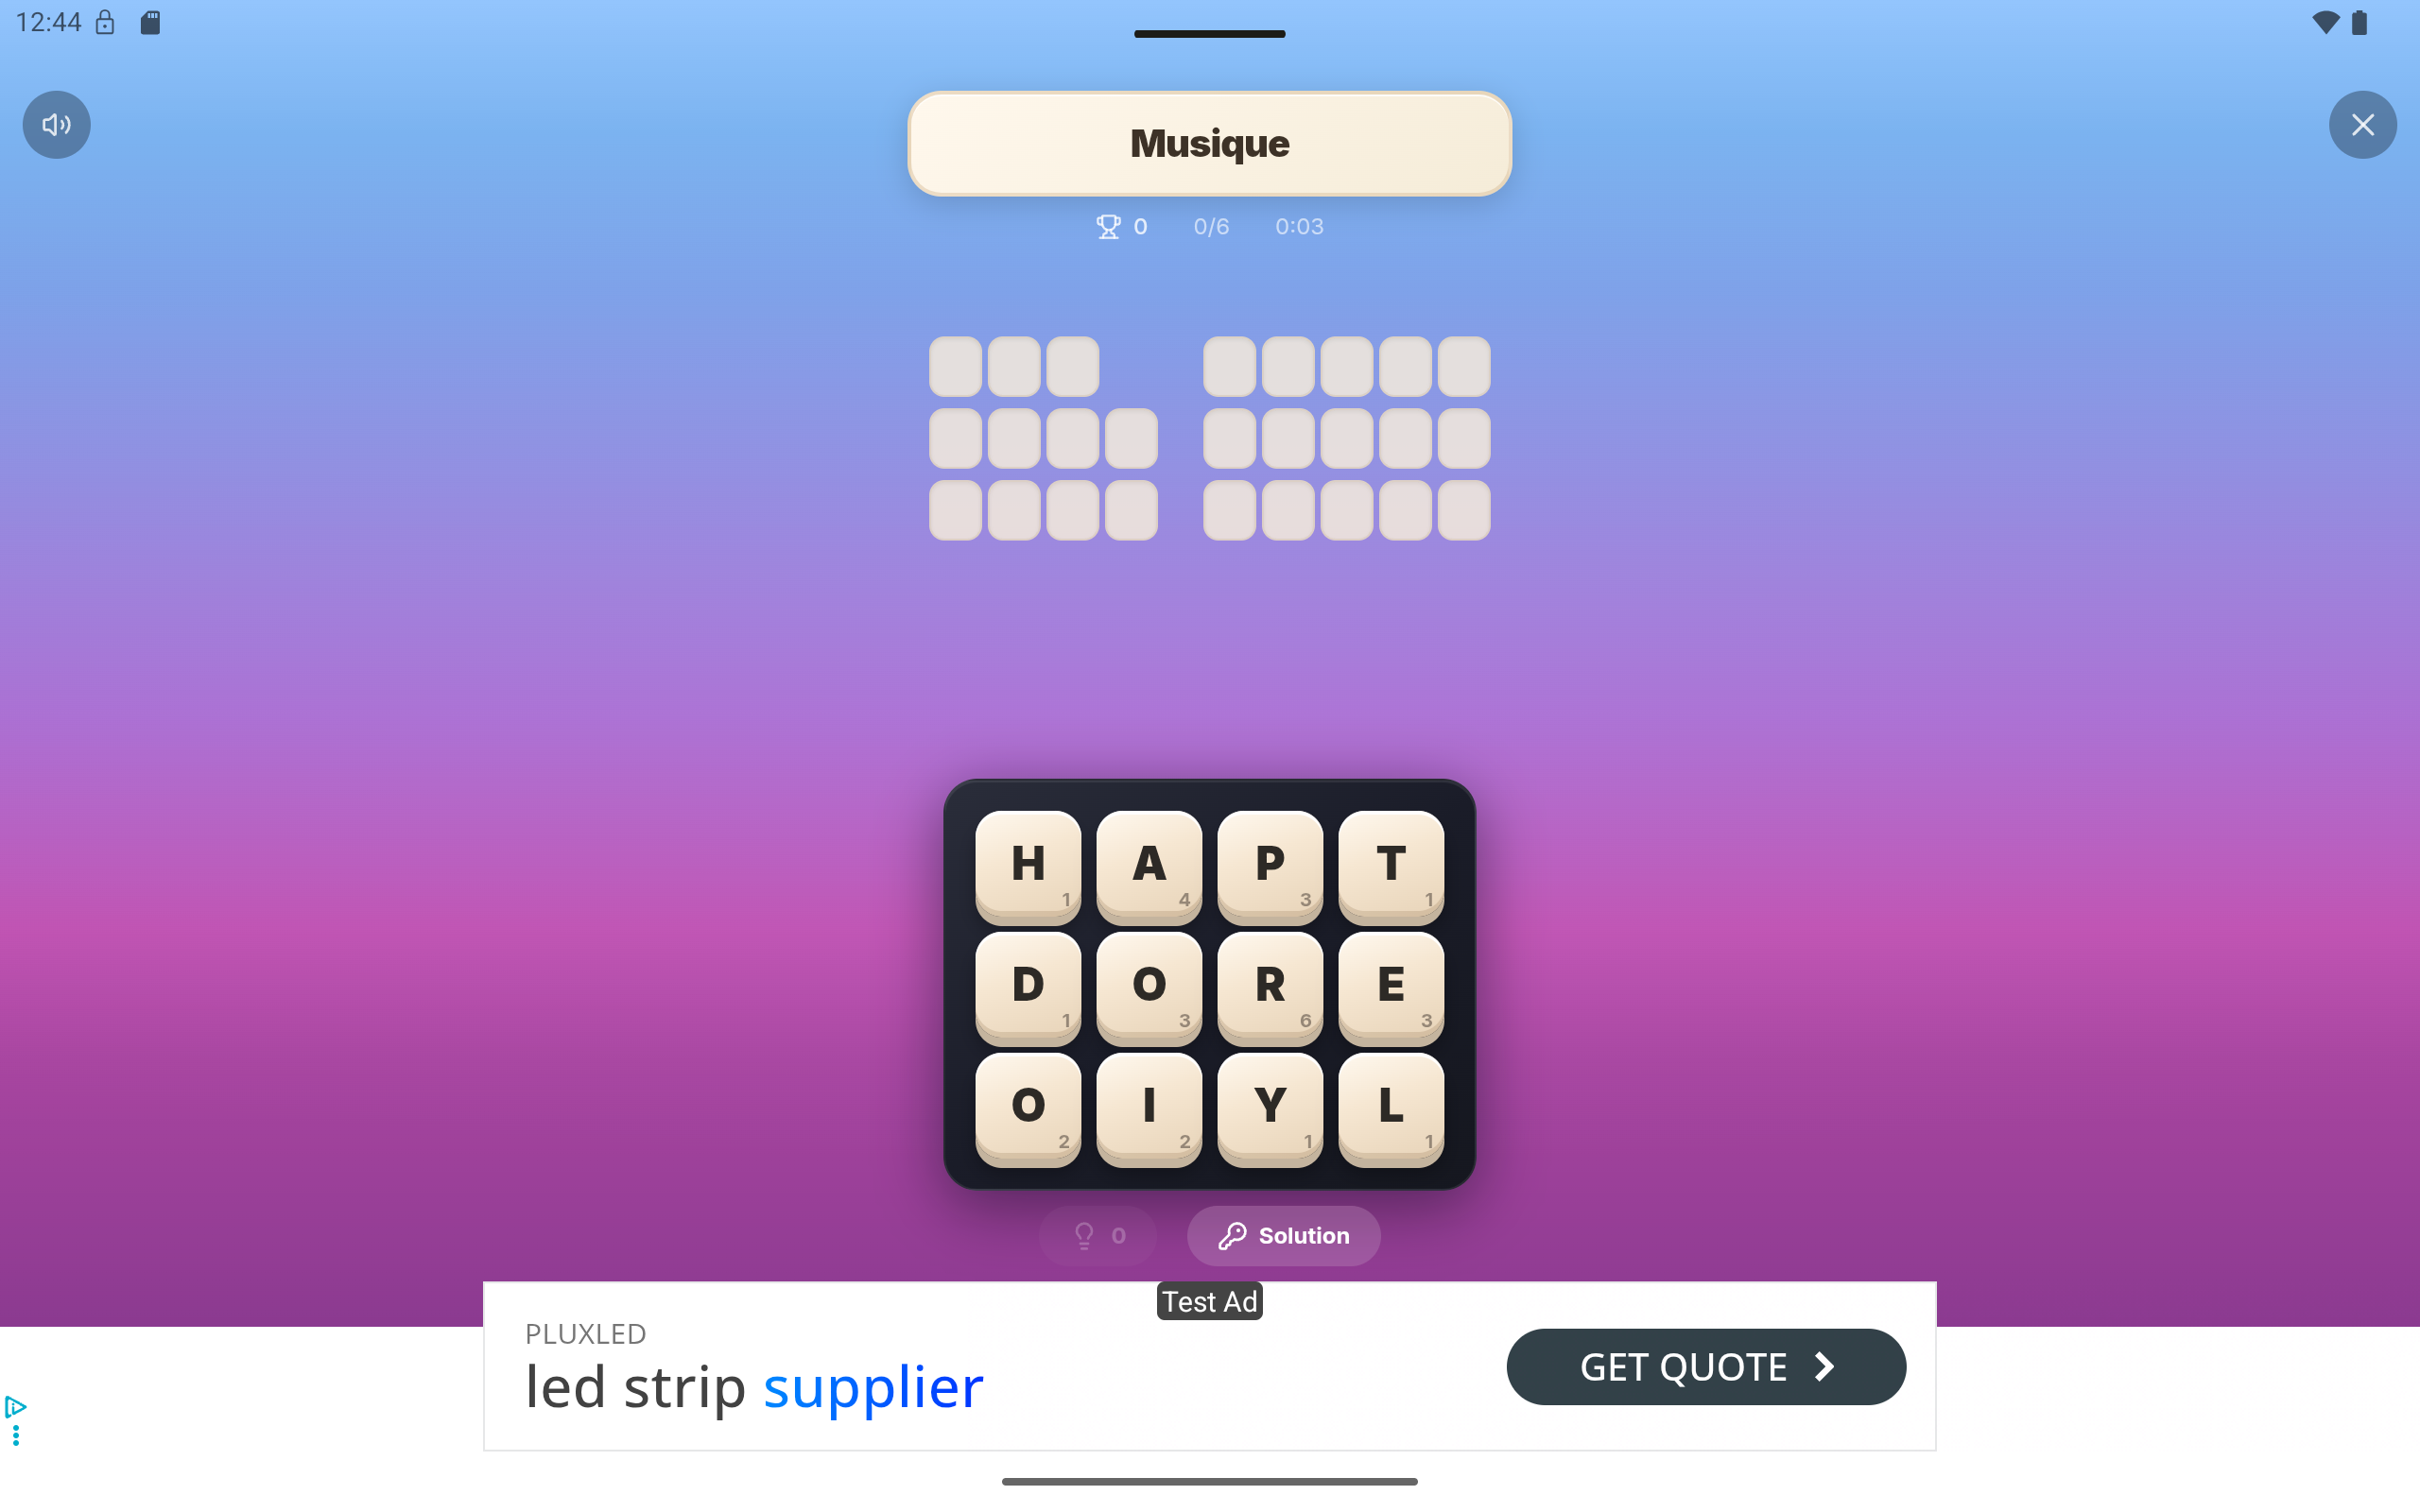 12:44
Musique
0 0/6 0:03
H 1 A 4 P 3 T 1
D 1 O 3 R 6 E 3
O 2 I 2 Y 1 L 1
0 Solution
Test Ad
PLUXLED
led strip supplier
GET QUOTE